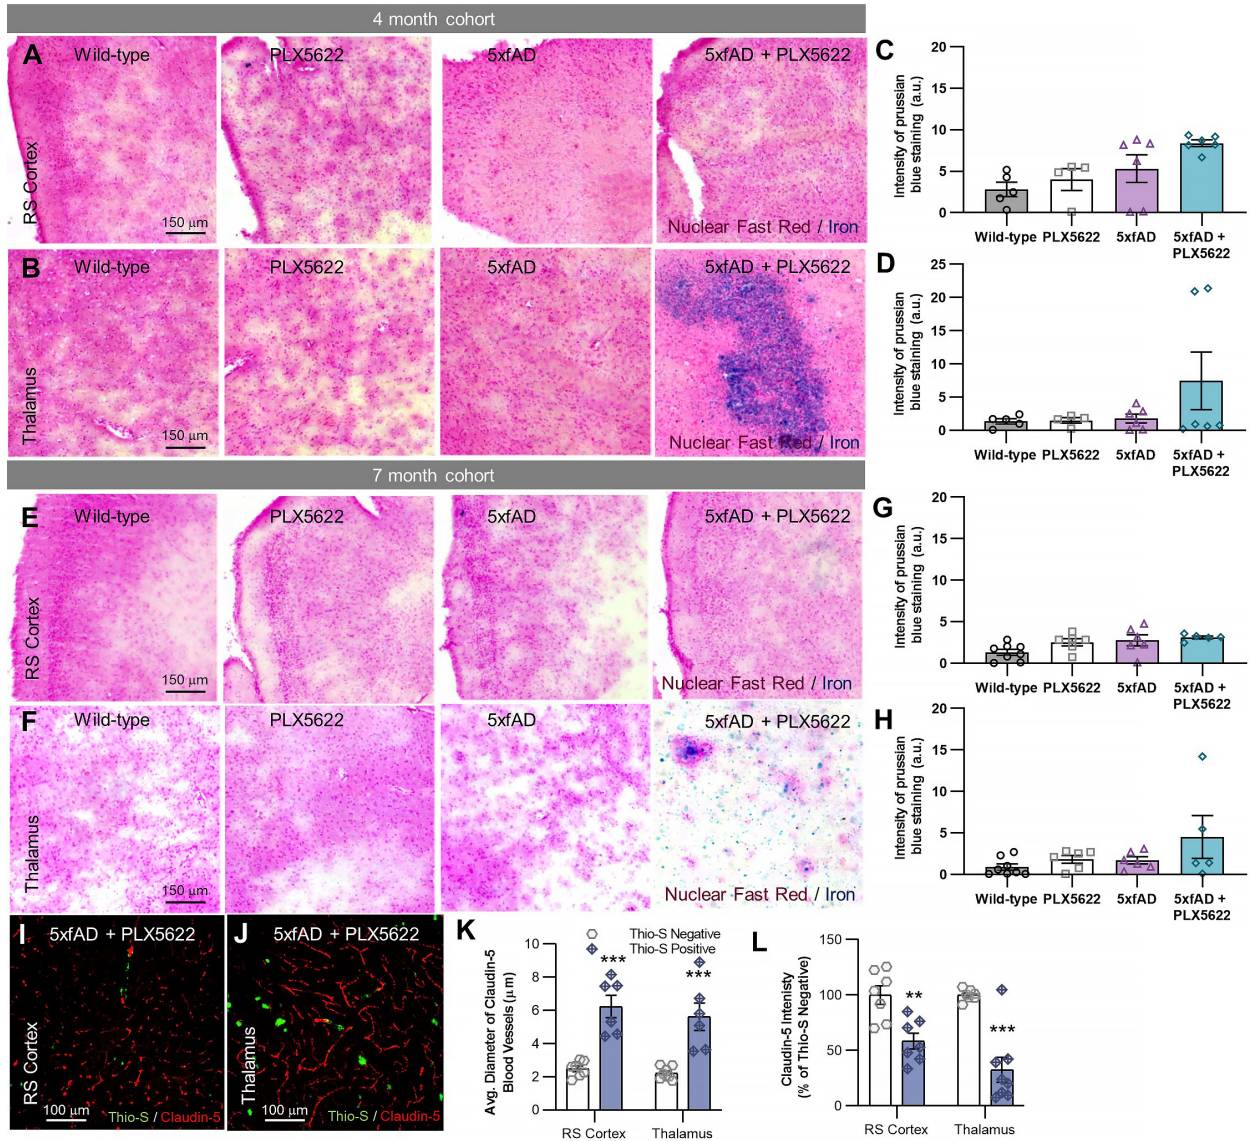 4 month cohort
A
Wild-type
PLX5622
5xfAD
5xfAD + PLX5622
RS Cortex
150 µm
Nuclear Fast Red / Iron
C
Intensity of prussian
blue staining (a.u.)
20
15
10
5
0
Wild-type
PLX5622
5xfAD
5xfAD +
PLX5622
B
Wild-type
PLX5622
5xfAD
5xfAD + PLX5622
Thalamus
150 µm
Nuclear Fast Red / Iron
D
Intensity of prussian
blue staining (a.u.)
25
20
15
10
5
0
Wild-type
PLX5622
5xfAD
5xfAD +
PLX5622
7 month cohort
E
Wild-type
PLX5622
5xfAD
5xfAD + PLX5622
RS Cortex
150 µm
Nuclear Fast Red / Iron
G
Intensity of prussian
blue staining (a.u.)
20
15
10
5
0
Wild-type
PLX5622
5xfAD
5xfAD +
PLX5622
F
Wild-type
PLX5622
5xfAD
5xfAD + PLX5622
Thalamus
150 µm
Nuclear Fast Red / Iron
H
Intensity of prussian
blue staining (a.u.)
20
15
10
5
0
Wild-type
PLX5622
5xfAD
5xfAD +
PLX5622
I
5xfAD + PLX5622
RS Cortex
100 µm
Thio-S / Claudin-5
J
5xfAD + PLX5622
Thalamus
100 µm
Thio-S / Claudin-5
K
Avg. Diameter of Claudin-5
Blood Vessels (µ m)
10
8
6
4
2
0
Thio-S Negative
Thio-S Positive
***
***
RS Cortex
Thalamus
L
Claudin-5 Intenisty
(% of Thio-S Negative)
150
100
50
0
**
***
RS Cortex
Thalamus